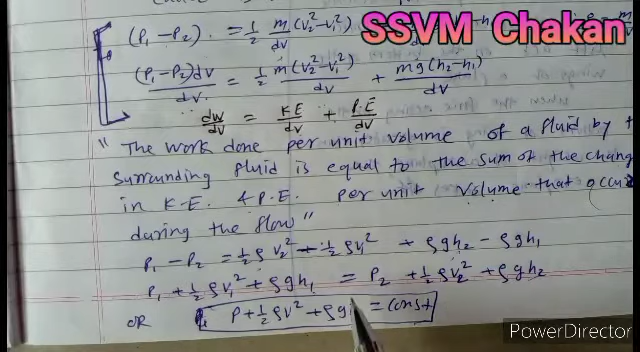 SSVM Chakan
(P₁-P₂). = 1/2 m/dv (v₂²-v₁²)
(P₁-P₂)dv/dv. = 1/2 m(v₂²-v₁²)/dv + mg(h₂-h₁)/dv
∴ dw/dv = K.E/dv + P.E/dv
" The work done per unit volume of a fluid by
surrounding fluid is equal to the sum of the chang
in K.E. & P.E. per unit volume that occur
during the flow"
P₁ - P₂ = 1/2 ρ v₂² - 1/2 ρv₁² + ρgh₂ - ρgh₁
P₁ + 1/2 ρv₁² + ρgh₁ = P₂ + 1/2 ρv₂² + ρgh₂
OR P+1/2 ρv² + ρg = const
PowerDirector